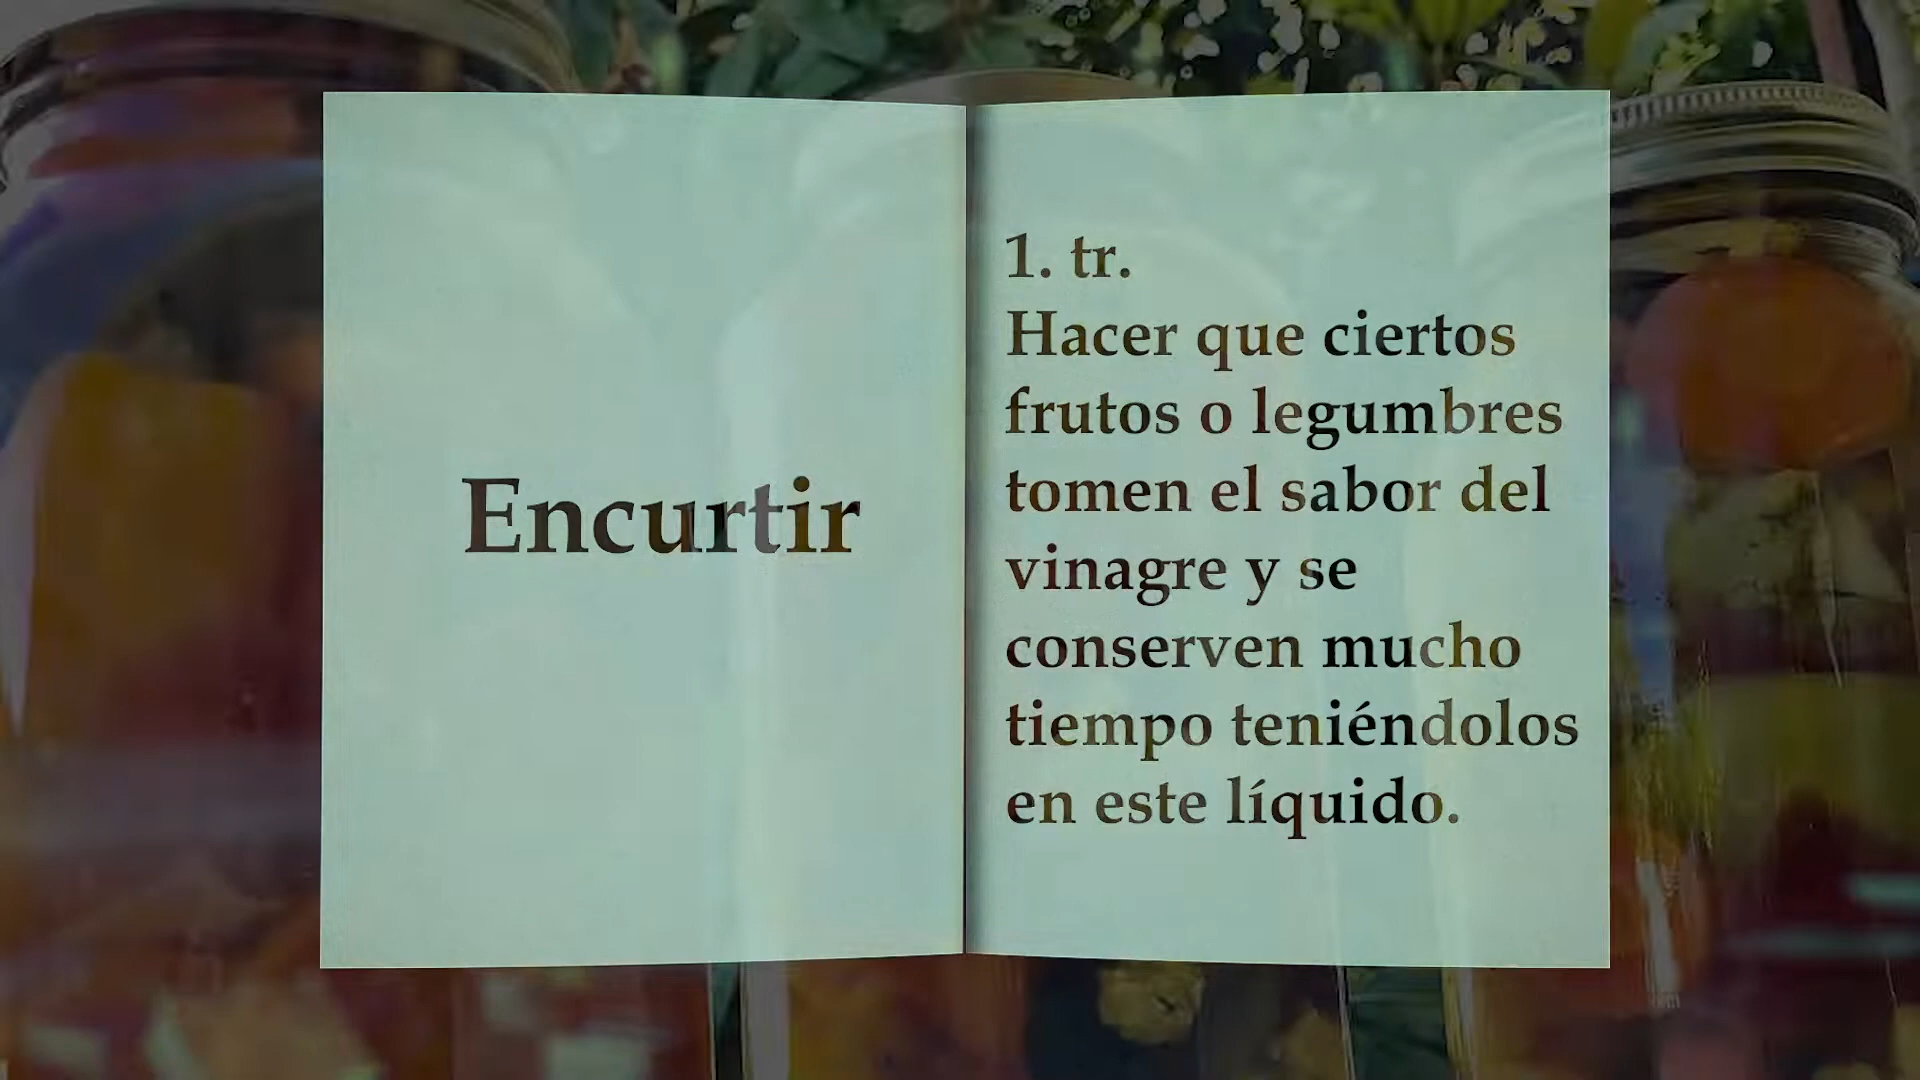 Encurtir
1. tr.
Hacer que ciertos
frutos o legumbres
tomen el sabor del
vinagre y se
conserven mucho
tiempo teniéndolos
en este líquido.